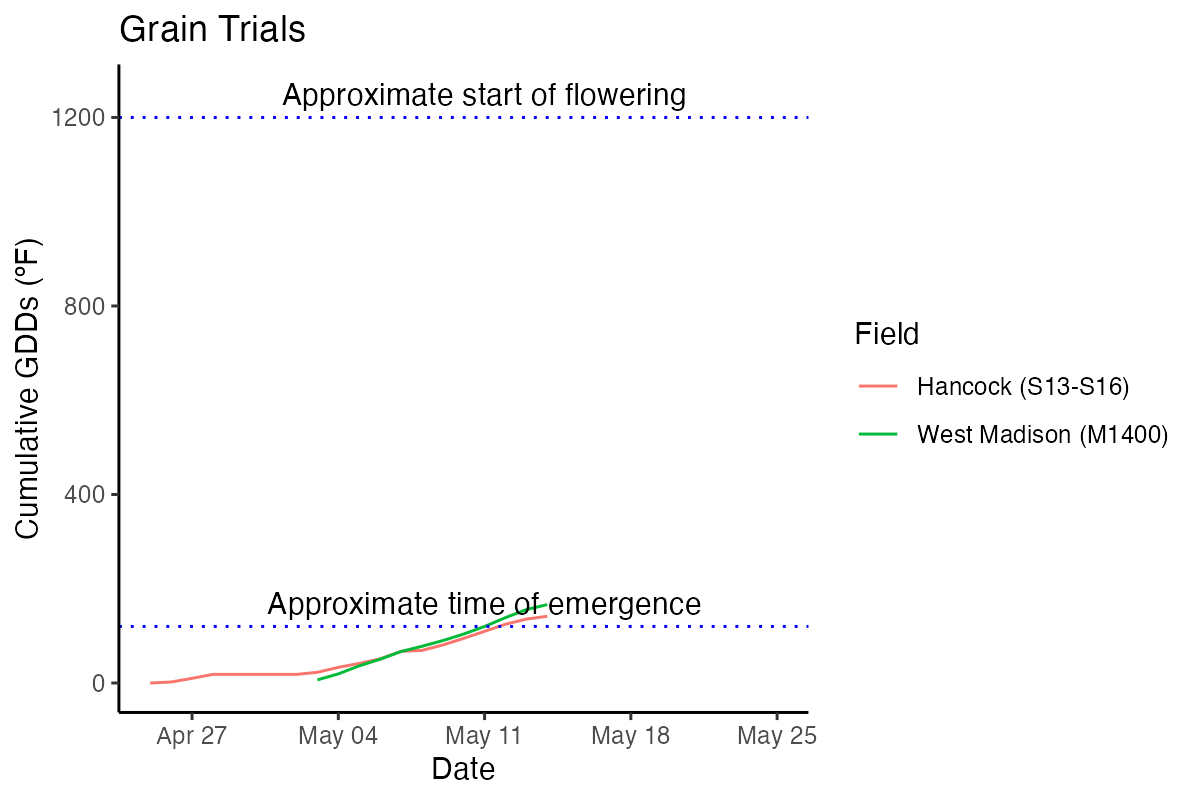 Grain Trials
Approximate start of flowering
1200
800
400
0
Cumulative GDDs (°F)
Approximate time of emergence
Apr 27
May 04
May 11
May 18
May 25
Date
Field
Hancock (S13-S16)
West Madison (M1400)